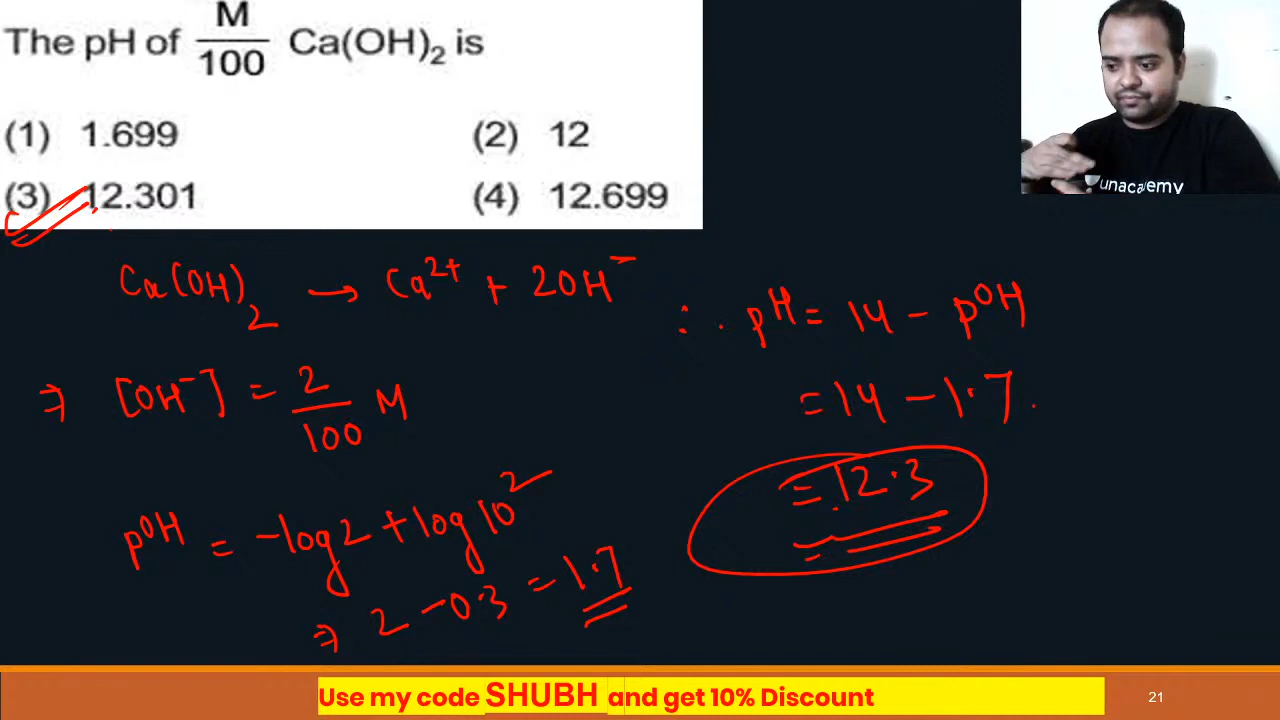 The pH of M/100 Ca(OH)₂ is
(1) 1.699 (2) 12
(3) 12.301 (4) 12.699
unacademy
Ca(OH)₂ → Ca²⁺ + 2OH⁻
⇒ [OH⁻] = 2/100 M
pOH = -log2 + log10²
⇒ 2 - 0.3 = 1.7
∴ pH = 14 - pOH
= 14 - 1.7
= 12.3
Use my code SHUBH and get 10% Discount
21